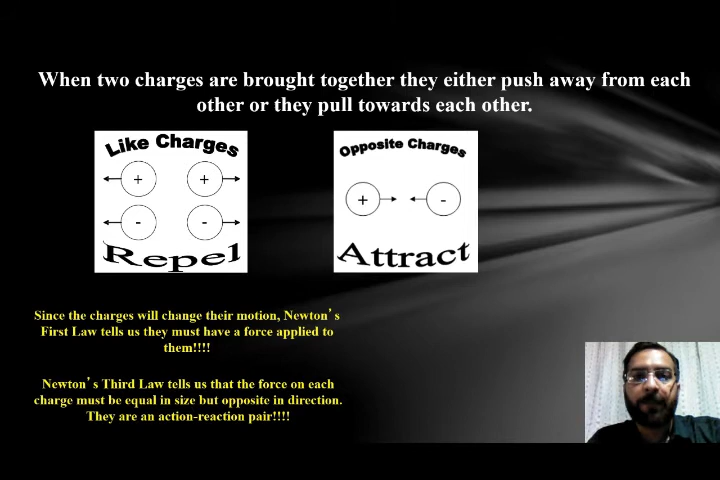 When two charges are brought together they either push away from each
other or they pull towards each other.
Like Charges
+ +
- -
Repel
Opposite Charges
+ -
Attract
Since the charges will change their motion, Newton’s
First Law tells us they must have a force applied to
them!!!!
Newton’s Third Law tells us that the force on each
charge must be equal in size but opposite in direction.
They are an action-reaction pair!!!!